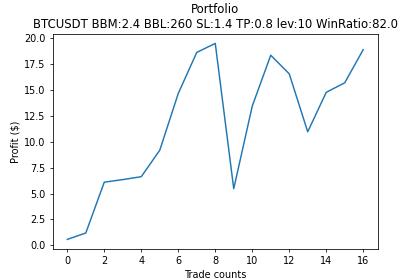 Portfolio
BTCUSDT BBM:2.4 BBL:260 SL:1.4 TP:0.8 lev:10 WinRatio:82.0
20.0
17.5
15.0
12.5
10.0
7.5
5.0
2.5
0.0
Profit ($)
0 2 4 6 8 10 12 14 16
Trade counts